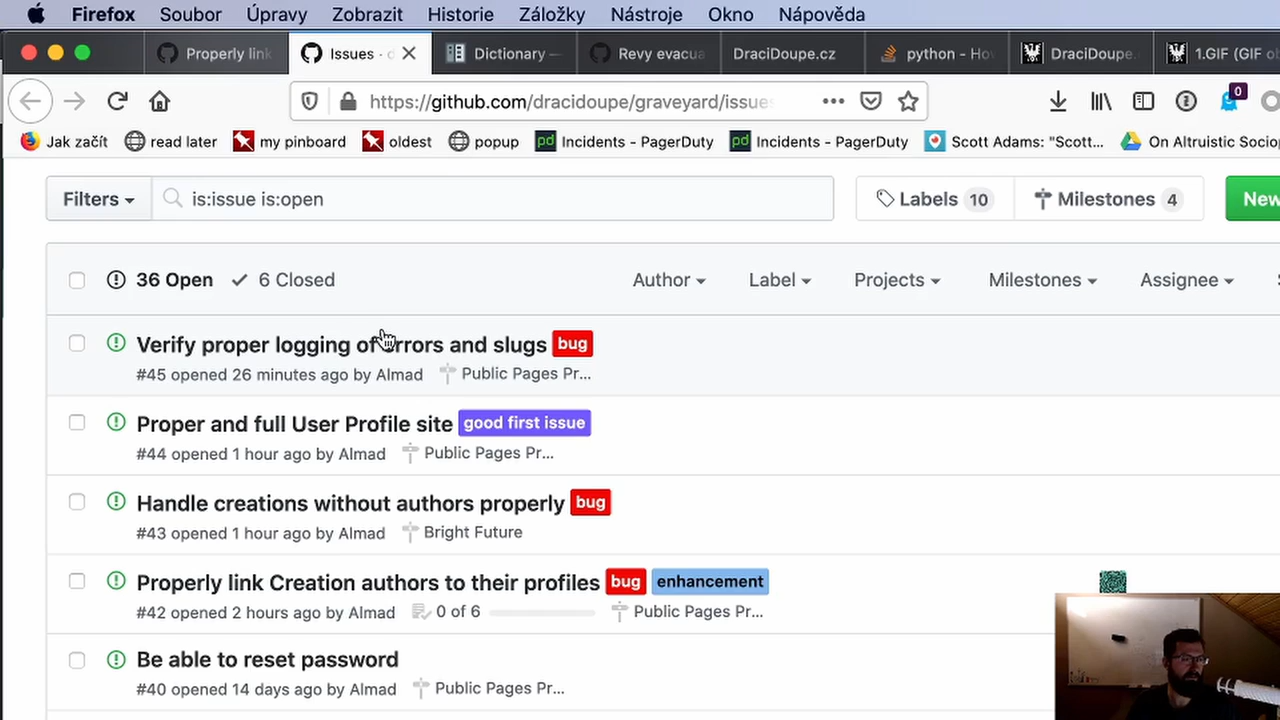 Firefox Soubor Úpravy Zobrazit Historie Záložky Nástroje Okno Nápověda
Properly link Issues - d Dictionary — Revy evacua DraciDoupe.cz python - Ho DraciDoupe. 1.GIF (GIF ob
https://github.com/dracidoupe/graveyard/issues 0
Jak začít read later my pinboard oldest popup pd Incidents - PagerDuty pd Incidents - PagerDuty Scott Adams: "Scott... On Altruistic Sociop
Filters is:issue is:open Labels 10 Milestones 4 New
36 Open 6 Closed Author Label Projects Milestones Assignee
Verify proper logging of errors and slugs bug
#45 opened 26 minutes ago by Almad Public Pages Pr...
Proper and full User Profile site good first issue
#44 opened 1 hour ago by Almad Public Pages Pr...
Handle creations without authors properly bug
#43 opened 1 hour ago by Almad Bright Future
Properly link Creation authors to their profiles bug enhancement
#42 opened 2 hours ago by Almad 0 of 6 Public Pages Pr...
Be able to reset password
#40 opened 14 days ago by Almad Public Pages Pr...